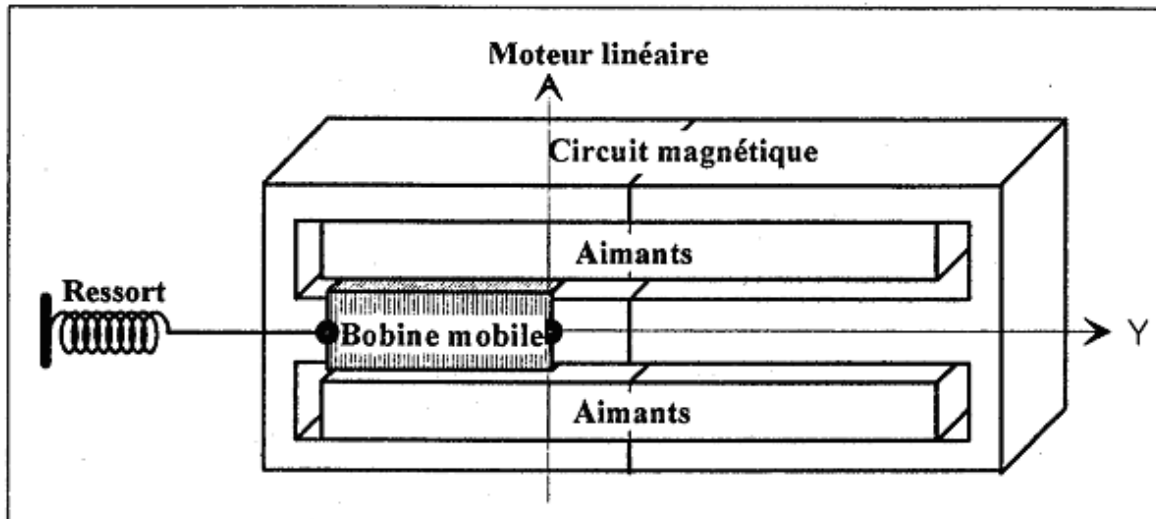 Moteur linéaire
Circuit magnétique
Aimants
Ressort
Bobine mobile
Y
Aimants